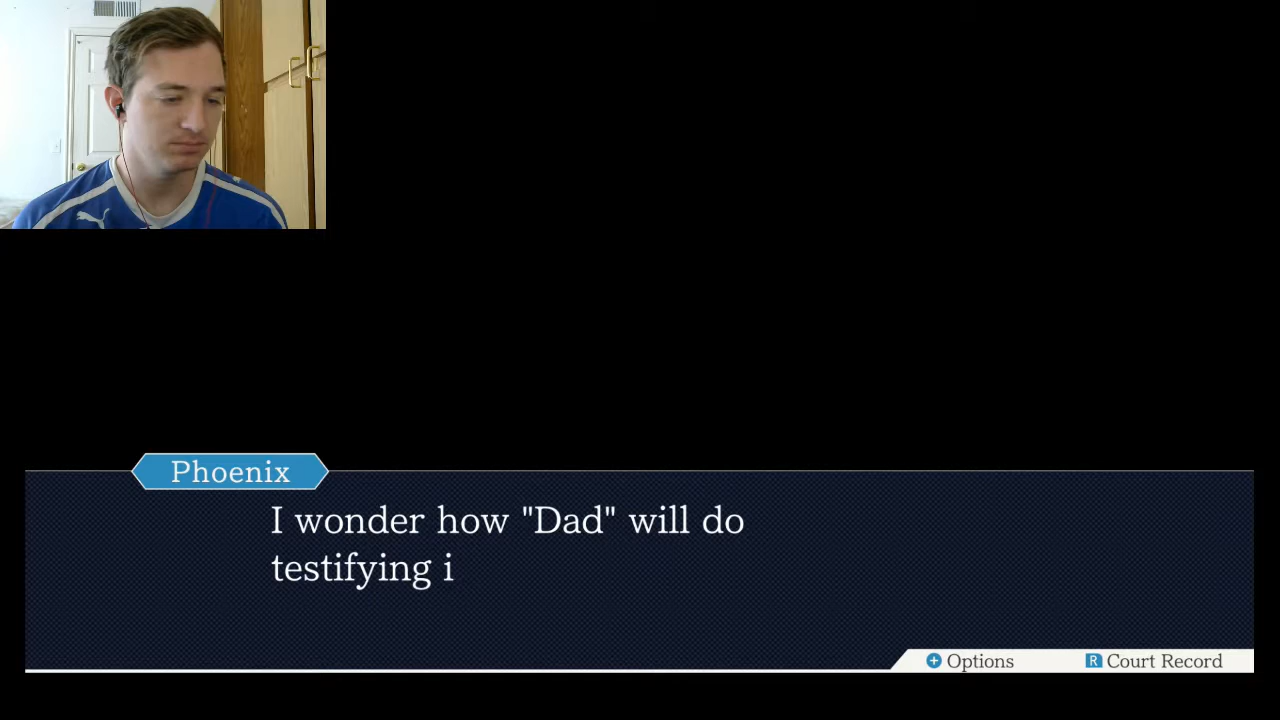 Phoenix
I wonder how "Dad" will do
testifying i
+ Options
R Court Record